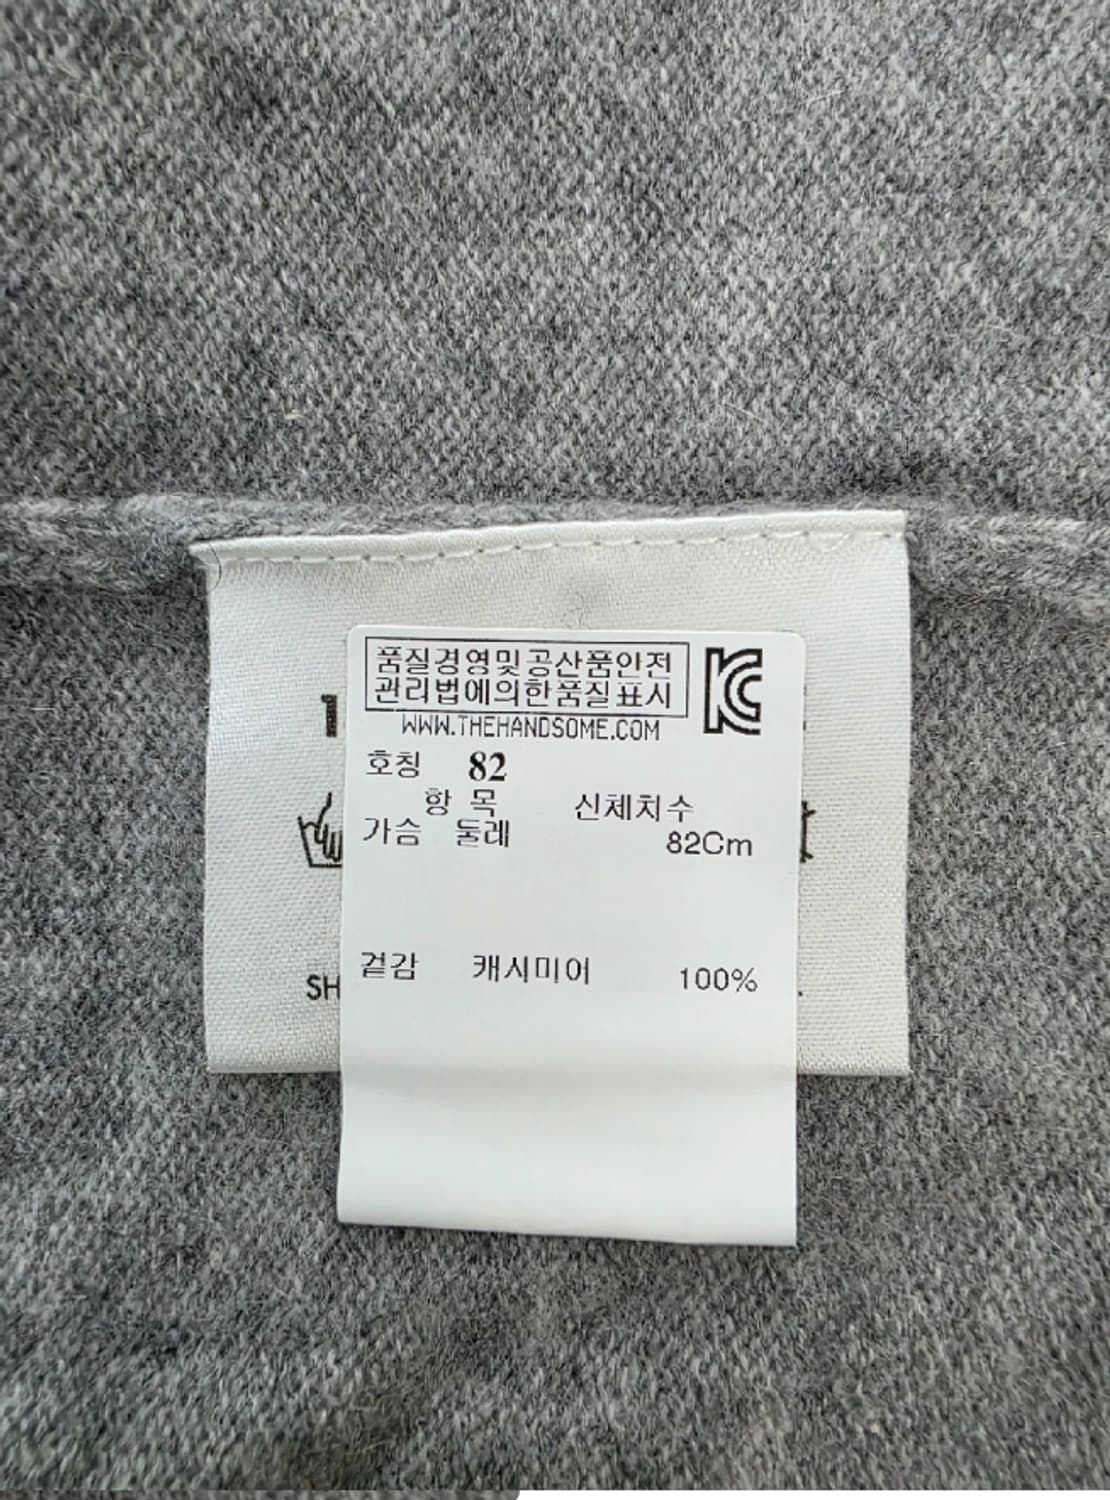 품질경영및공산품안전
관리법에의한품질표시
WWW.THEHANDSOME.COM
호칭 82
항 목 신체치수
가슴 둘레 82Cm
겉감 캐시미어 100%
SH